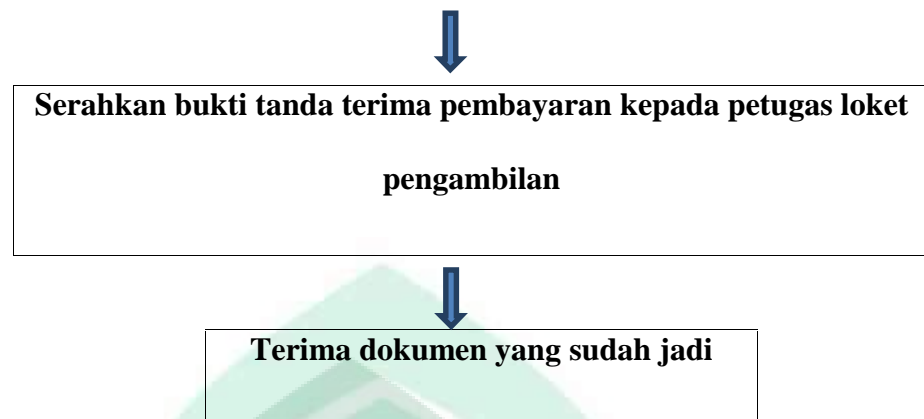 Serahkan bukti tanda terima pembayaran kepada petugas loket
pengambilan
Terima dokumen yang sudah jadi